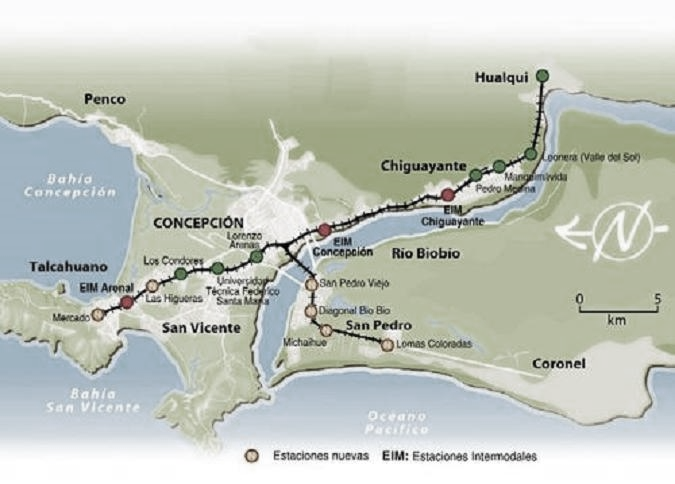 Hualqui
Penco
Leonera (Valle del Sol)
Chiguayante
Manquimávida
Bahía
Concepción
Pedro Medina
EIM
Chiguayante
CONCEPCIÓN
Lorenzo
Arenas
N
EIM
Concepción
Río Biobío
Talcahuano
Los Condores
EIM Arenal
Universidad
Técnica Federico
Santa María
San Pedro Viejo
Las Higueras
0 5
km
Mercado
Diagonal Bio Bio
San Vicente
San Pedro
Michaihue
Lomas Coloradas
Coronel
Bahía
San Vicente
Oceano
Pacífico
Estaciones nuevas EIM: Estaciones Intermodales